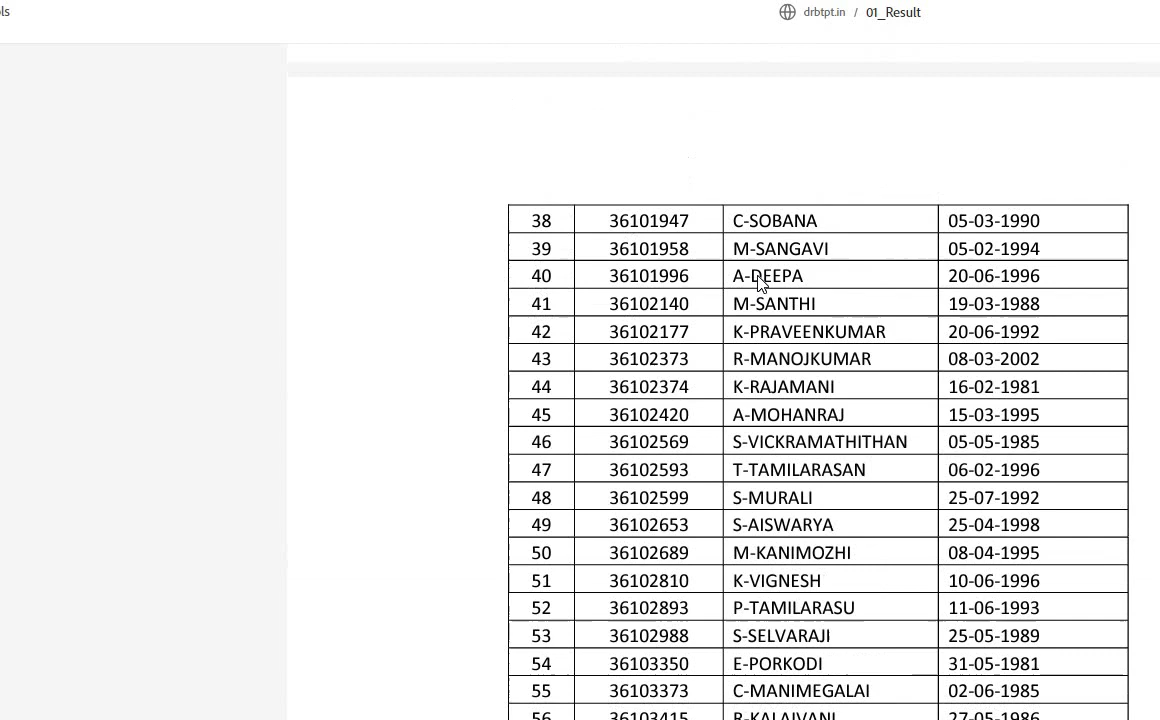 ls
drbtpt.in / 01_Result
38 36101947 C-SOBANA 05-03-1990
39 36101958 M-SANGAVI 05-02-1994
40 36101996 A-DEEPA 20-06-1996
41 36102140 M-SANTHI 19-03-1988
42 36102177 K-PRAVEENKUMAR 20-06-1992
43 36102373 R-MANOJKUMAR 08-03-2002
44 36102374 K-RAJAMANI 16-02-1981
45 36102420 A-MOHANRAJ 15-03-1995
46 36102569 S-VICKRAMATHITHAN 05-05-1985
47 36102593 T-TAMILARASAN 06-02-1996
48 36102599 S-MURALI 25-07-1992
49 36102653 S-AISWARYA 25-04-1998
50 36102689 M-KANIMOZHI 08-04-1995
51 36102810 K-VIGNESH 10-06-1996
52 36102893 P-TAMILARASU 11-06-1993
53 36102988 S-SELVARAJI 25-05-1989
54 36103350 E-PORKODI 31-05-1981
55 36103373 C-MANIMEGALAI 02-06-1985
56 36103415 27-05-1986